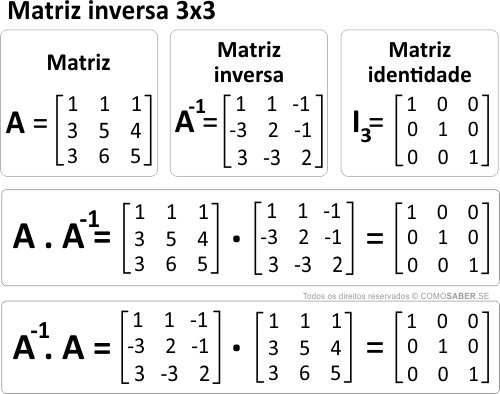 Matriz inversa 3x3
Matriz
A = [1 1 1
3 5 4
3 6 5]
Matriz
inversa
A-1= [1 1 -1
-3 2 -1
3 -3 2]
Matriz
identidade
I3= [1 0 0
0 1 0
0 0 1]
A . A-1= [1 1 1 3 5 4 3 6 5] . [1 1 -1 -3 2 -1 3 -3 2] = [1 0 0 0 1 0 0 0 1]
Todos os direitos reservados © COMOSABER.SE
A-1. A = [1 1 -1 -3 2 -1 3 -3 2] . [1 1 1 3 5 4 3 6 5] = [1 0 0 0 1 0 0 0 1]